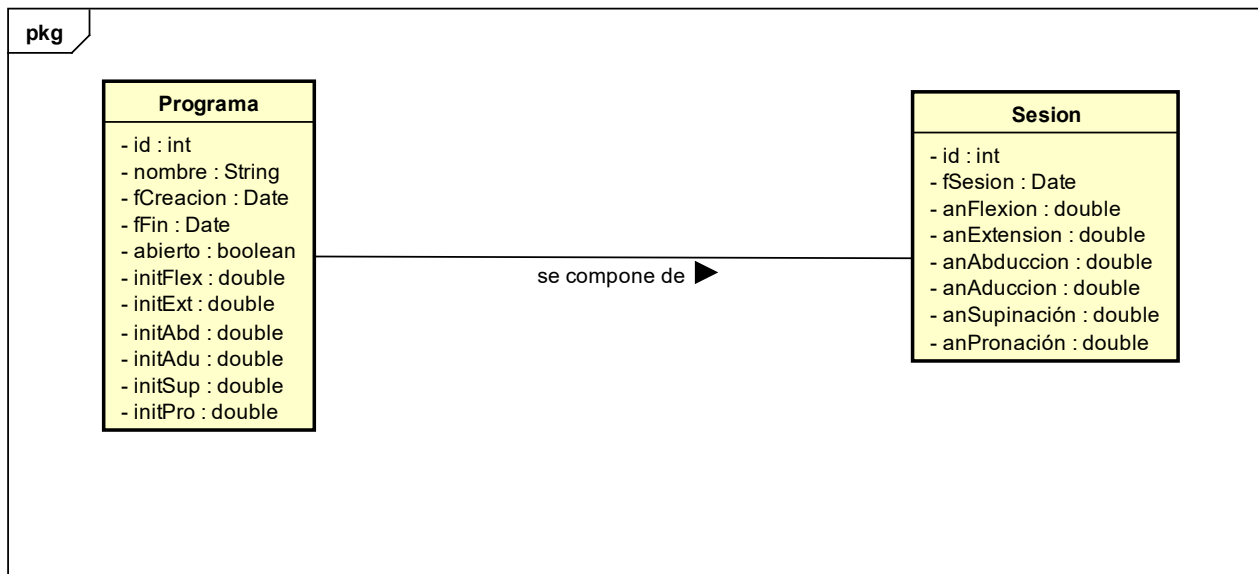 pkg
Programa
- id : int
- nombre : String
- fCreacion : Date
- fFin : Date
- abierto : boolean
- initFlex : double
- initExt : double
- initAbd : double
- initAdu : double
- initSup : double
- initPro : double
se compone de
Sesion
- id : int
- fSesion : Date
- anFlexion : double
- anExtension : double
- anAbduccion : double
- anAduccion : double
- anSupinación : double
- anPronación : double